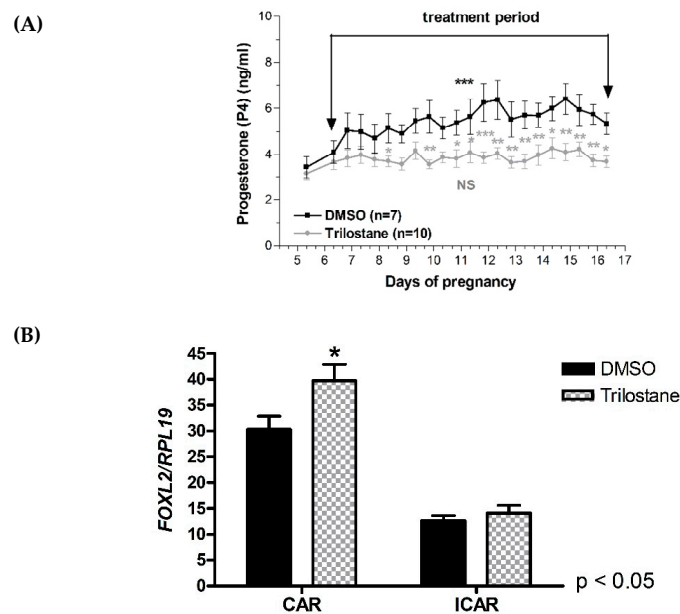 (A)
treatment period
Progesterone (P4) (ng/ml)
10
8
6
4
2
0
***
* ** * * *** ** ** ** * ** ** ** *
NS
DMSO (n=7)
Trilostane (n=10)
5 6 7 8 9 10 11 12 13 14 15 16 17
Days of pregnancy
(B)
FOXL2/RPL19
45
40
35
30
25
20
15
10
5
0
*
DMSO
Trilostane
CAR ICAR
p < 0.05